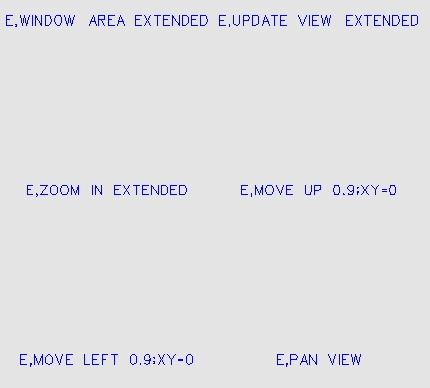 E,WINDOW AREA EXTENDED E,UPDATE VIEW EXTENDED
E,ZOOM IN EXTENDED E,MOVE UP 0.9;XY=0
E,MOVE LEFT 0.9;XY=0 E,PAN VIEW